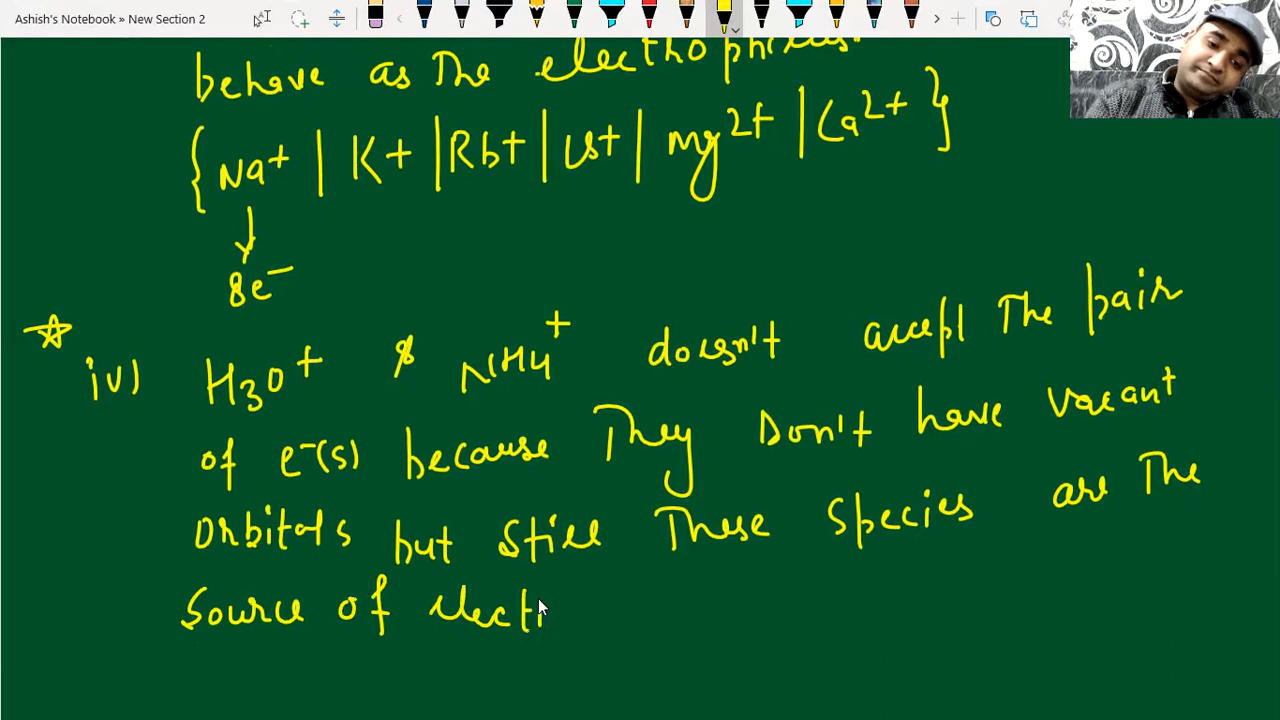 Ashish's Notebook » New Section 2
behave as The electrophiles.
{Na+ | K+ | Rb+ | Cs+ | Mg2+ | Ca2+}
8e-
iv) H3O+ & NH4+ doesn't accept The pair
of e-(s) because They Don't have vacant
Orbitals but still These species are The
Source of electr